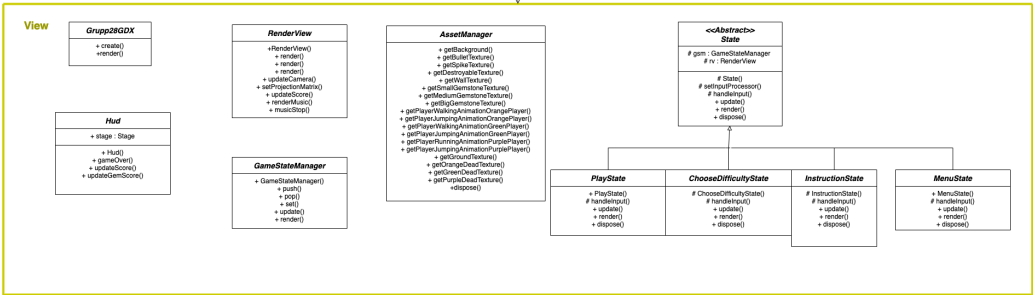 View
Grupp28GDX
+ create()
+render()
Hud
+ stage : Stage
+ Hud()
+ gameOver()
+ updateScore()
+ updateGemScore()
RenderView
+RenderView()
+ render()
+ render()
+ render()
+ updateCamera()
+ setProjectionMatrix()
+ updateScore()
+ renderMusic()
+ musicStop()
GameStateManager
+ GameStateManager()
+ push()
+ pop()
+ set()
+ update()
+ render()
AssetManager
+ getBackground()
+ getBulletTexture()
+ getSpikeTexture()
+ getDestroyableTexture()
+ getWallTexture()
+ getSmallGemstoneTexture()
+ getMediumGemstoneTexture()
+ getBigGemstoneTexture()
+ getPlayerWalkingAnimationOrangePlayer()
+ getPlayerJumpingAnimationOrangePlayer()
+ getPlayerWalkingAnimationGreenPlayer()
+ getPlayerJumpingAnimationGreenPlayer()
+ getPlayerRunningAnimationPurplePlayer()
+ getPlayerJumpingAnimationPurplePlayer()
+ getGroundTexture()
+ getOrangeDeadTexture()
+ getGreenDeadTexture()
+ getPurpleDeadTexture()
+dispose()
<<Abstract>>
State
# gsm : GameStateManager
# rv : RenderView
# State()
# setInputProcessor()
# handleInput()
+ update()
+ render()
+ dispose()
PlayState
+ PlayState()
# handleInput()
+ update()
+ render()
+ dispose()
ChooseDifficultyState
# ChooseDifficultyState()
# handleInput()
+ update()
+ render()
+ dispose()
InstructionState
# InstructionState()
# handleInput()
+ update()
+ render()
+ dispose()
MenuState
+ MenuState()
# handleInput()
+ update()
+ render()
+ dispose()